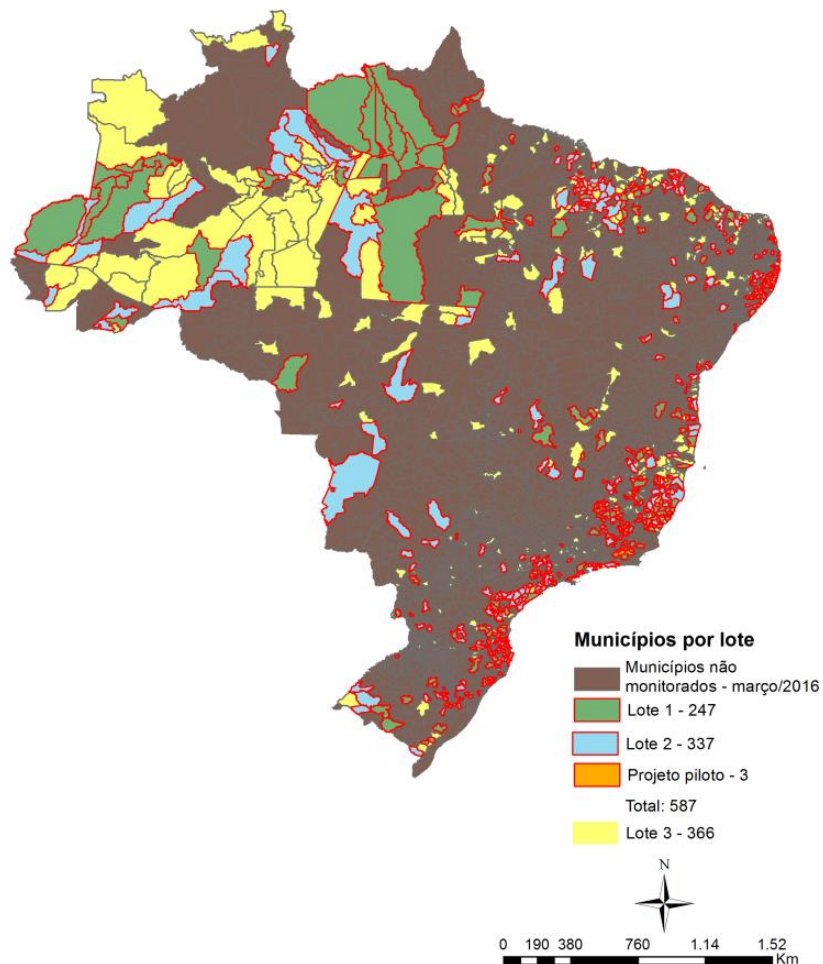 Municípios por lote
Municípios não
monitorados - março/2016
Lote 1 - 247
Lote 2 - 337
Projeto piloto - 3
Total: 587
Lote 3 - 366
N
0 190 380 760 1.14 1.52
Km